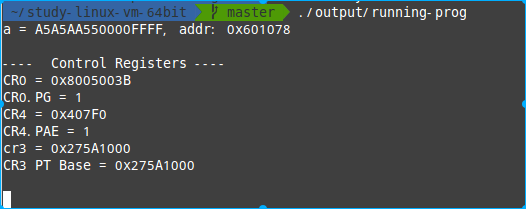 ~/study-linux-vm-64bit master ./output/running-prog
a = A5A5AA550000FFFF, addr: 0x601078
---- Control Registers ----
CR0 = 0x8005003B
CR0.PG = 1
CR4 = 0x407F0
CR4.PAE = 1
cr3 = 0x275A1000
CR3 PT Base = 0x275A1000